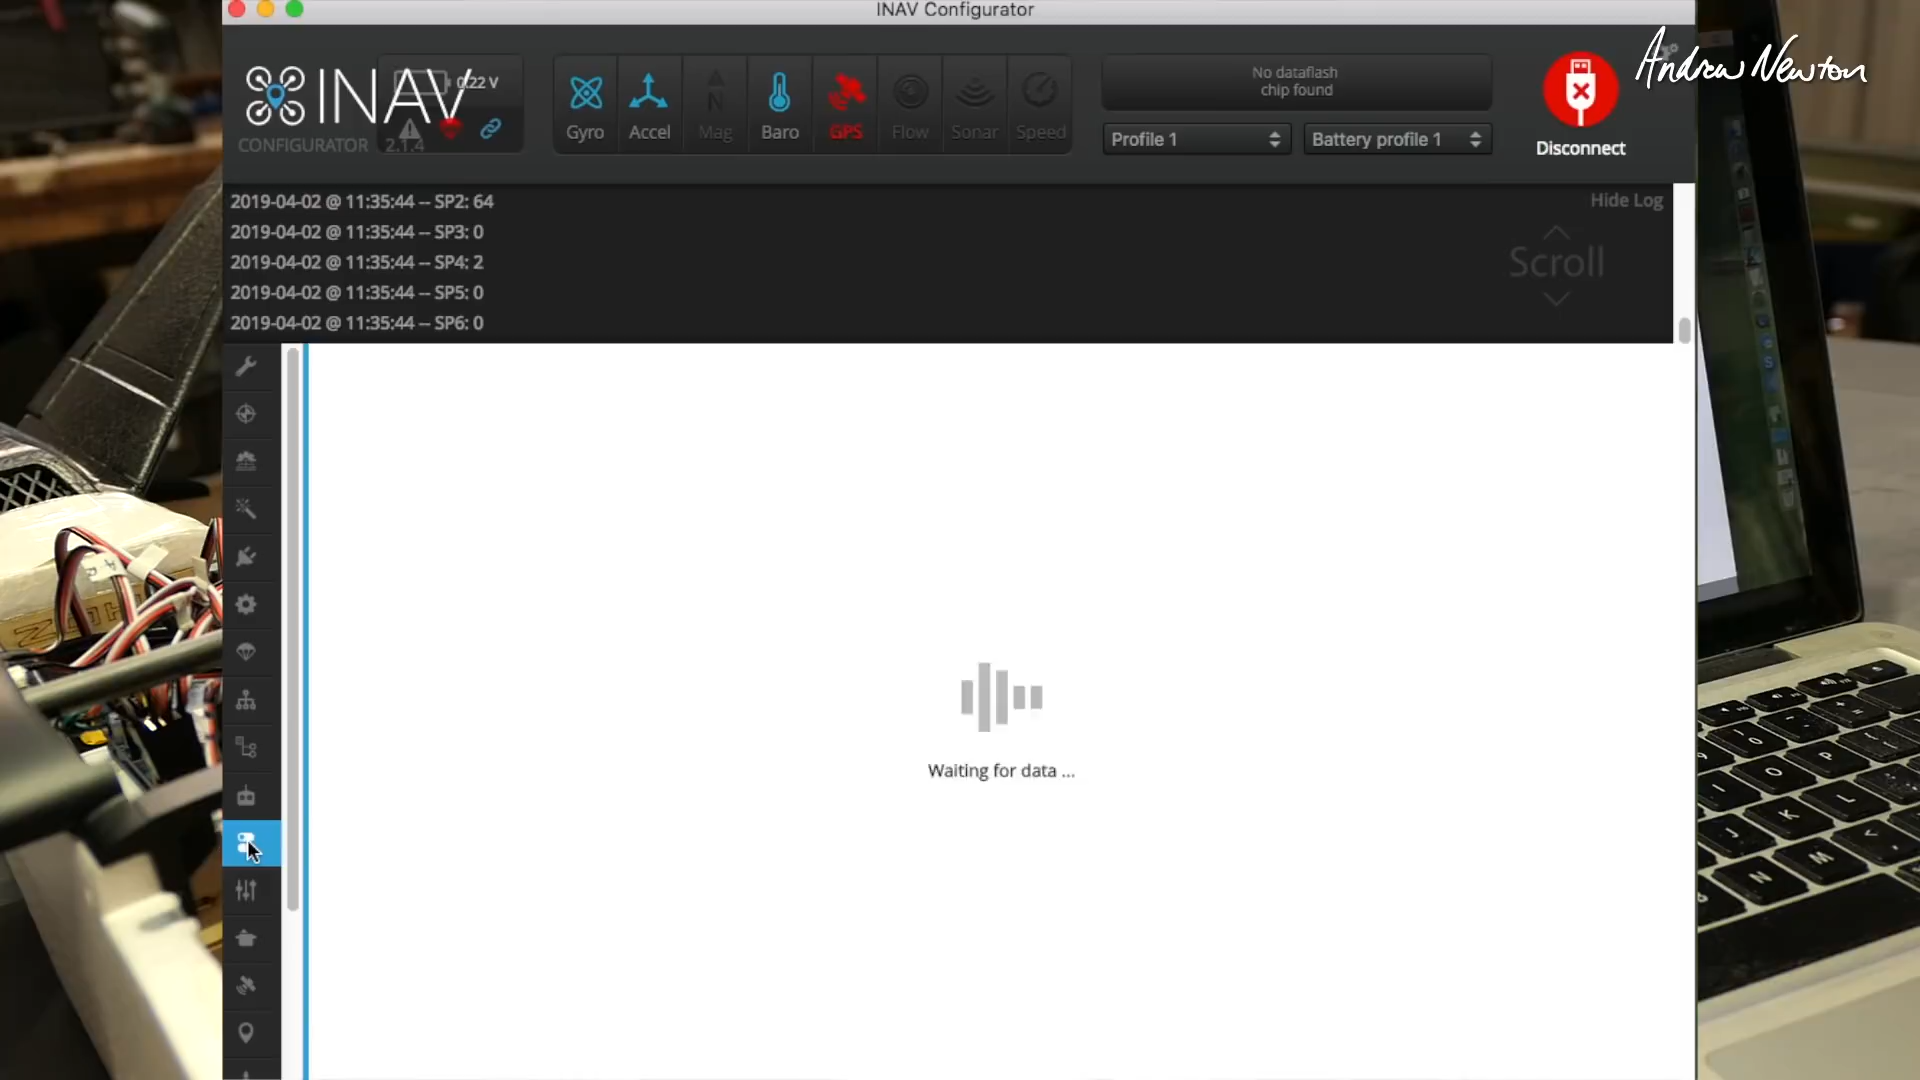 INAV Configurator
Andrew Newton
INAV
CONFIGURATOR 2.1.4
0.22 V
Gyro
Accel
Mag
Baro
GPS
Flow
Sonar
Speed
No dataflash
chip found
Profile 1
Battery profile 1
Disconnect
2019-04-02 @ 11:35:44 -- SP2: 64
2019-04-02 @ 11:35:44 -- SP3: 0
2019-04-02 @ 11:35:44 -- SP4: 2
2019-04-02 @ 11:35:44 -- SP5: 0
2019-04-02 @ 11:35:44 -- SP6: 0
Hide Log
Scroll
Waiting for data ...